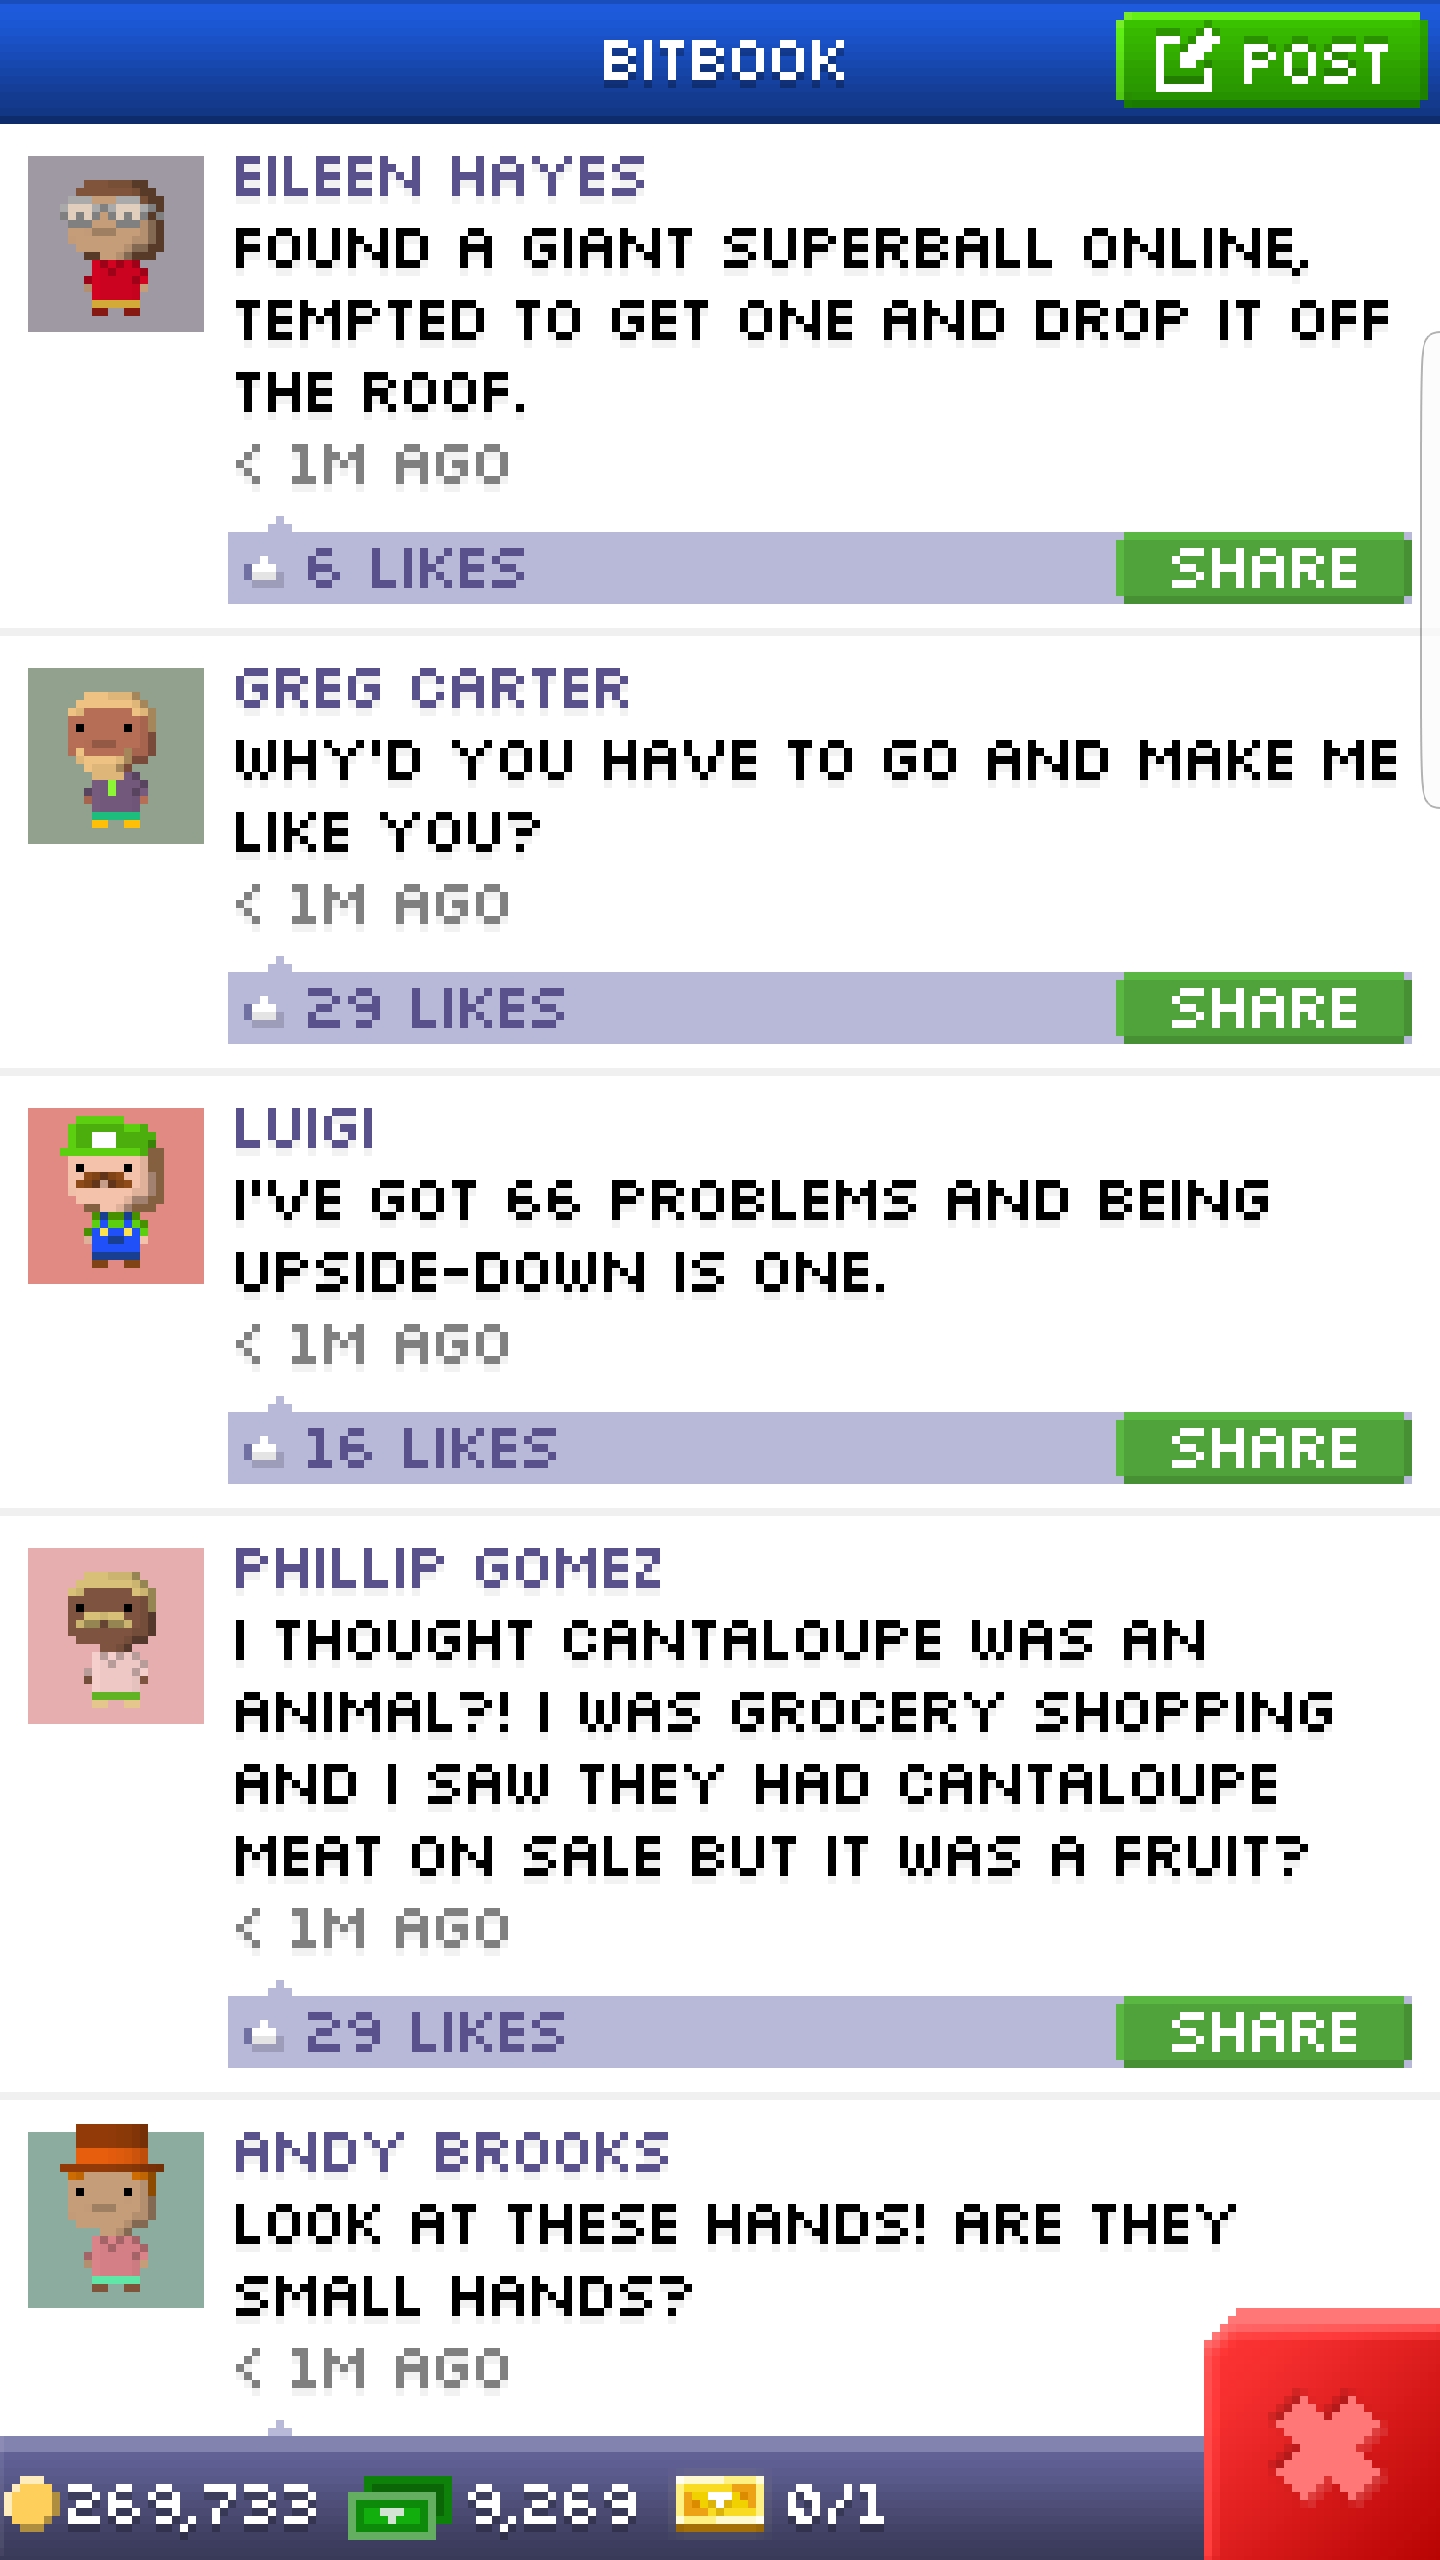 BITBOOK
POST
EILEEN HAYES
FOUND A GIANT SUPERBALL ONLINE,
TEMPTED TO GET ONE AND DROP IT OFF
THE ROOF.
< 1M AGO
6 LIKES
SHARE
GREG CARTER
WHY'D YOU HAVE TO GO AND MAKE ME
LIKE YOU?
< 1M AGO
29 LIKES
SHARE
LUIGI
I'VE GOT 66 PROBLEMS AND BEING
UPSIDE-DOWN IS ONE.
< 1M AGO
16 LIKES
SHARE
PHILLIP GOMEZ
I THOUGHT CANTALOUPE WAS AN
ANIMAL?! I WAS GROCERY SHOPPING
AND I SAW THEY HAD CANTALOUPE
MEAT ON SALE BUT IT WAS A FRUIT?
< 1M AGO
29 LIKES
SHARE
ANDY BROOKS
LOOK AT THESE HANDS! ARE THEY
SMALL HANDS?
< 1M AGO
269,733
9,269
0/1